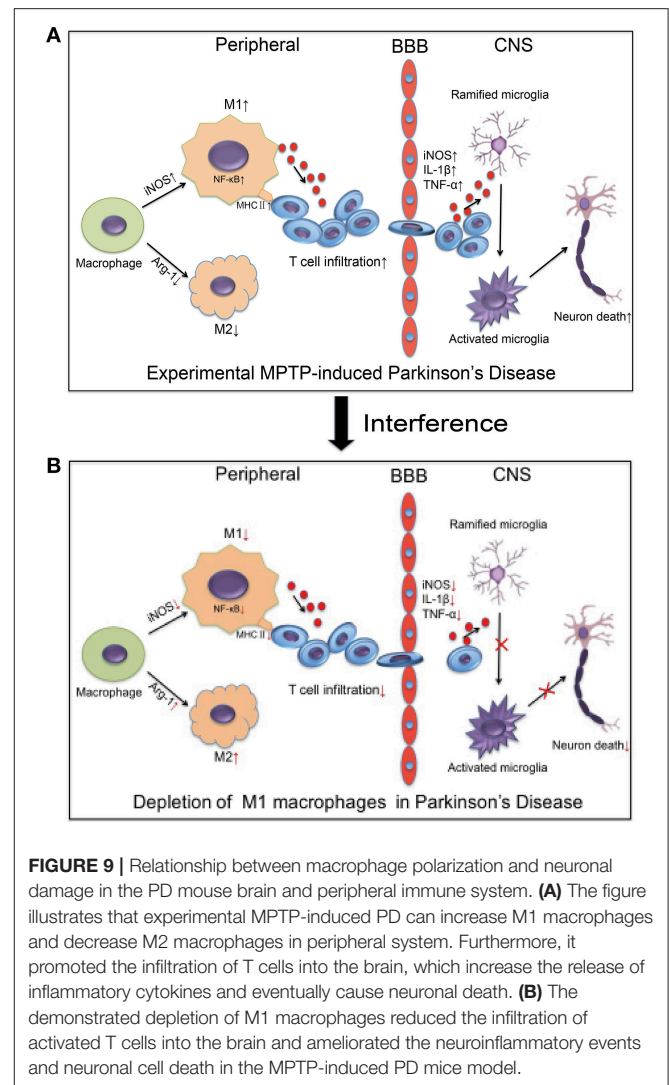 A
Peripheral
BBB
CNS
M1↑
Ramified microglia
iNOS↑
IL-1β↑
TNF-α↑
iNOS↑
NF-κB↑
MHCⅡ↑
Macrophage
T cell infiltration↑
Arg-1↓
M2↓
Activated microglia
Neuron death↑
Experimental MPTP-induced Parkinson's Disease
Interference
B
Peripheral
BBB
CNS
M1↓
Ramified microglia
iNOS↓
IL-1β↓
TNF-α↓
iNOS↓
NF-κB↓
MHCⅡ↓
Macrophage
T cell infiltration↓
Arg-1↑
M2↑
Activated microglia
Neuron death↓
Depletion of M1 macrophages in Parkinson's Disease
FIGURE 9 | Relationship between macrophage polarization and neuronal
damage in the PD mouse brain and peripheral immune system. (A) The figure
illustrates that experimental MPTP-induced PD can increase M1 macrophages
and decrease M2 macrophages in peripheral system. Furthermore, it
promoted the infiltration of T cells into the brain, which increase the release of
inflammatory cytokines and eventually cause neuronal death. (B) The
demonstrated depletion of M1 macrophages reduced the infiltration of
activated T cells into the brain and ameliorated the neuroinflammatory events
and neuronal cell death in the MPTP-induced PD mice model.